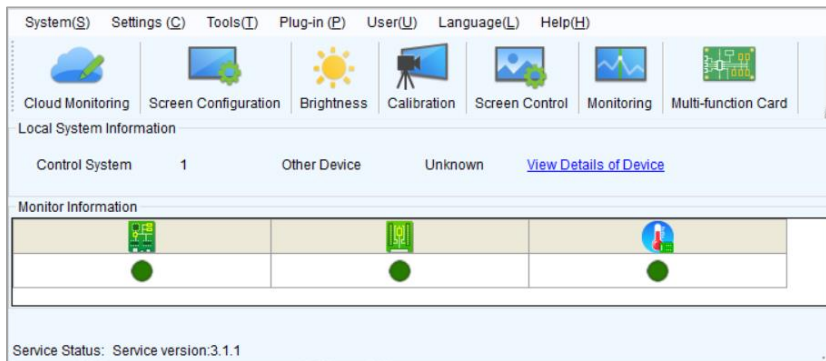 System(S) Settings (C) Tools(T) Plug-in (P) User(U) Language(L) Help(H)
Cloud Monitoring Screen Configuration Brightness Calibration Screen Control Monitoring Multi-function Card
Local System Information
Control System 1 Other Device Unknown View Details of Device
Monitor Information
Service Status: Service version:3.1.1